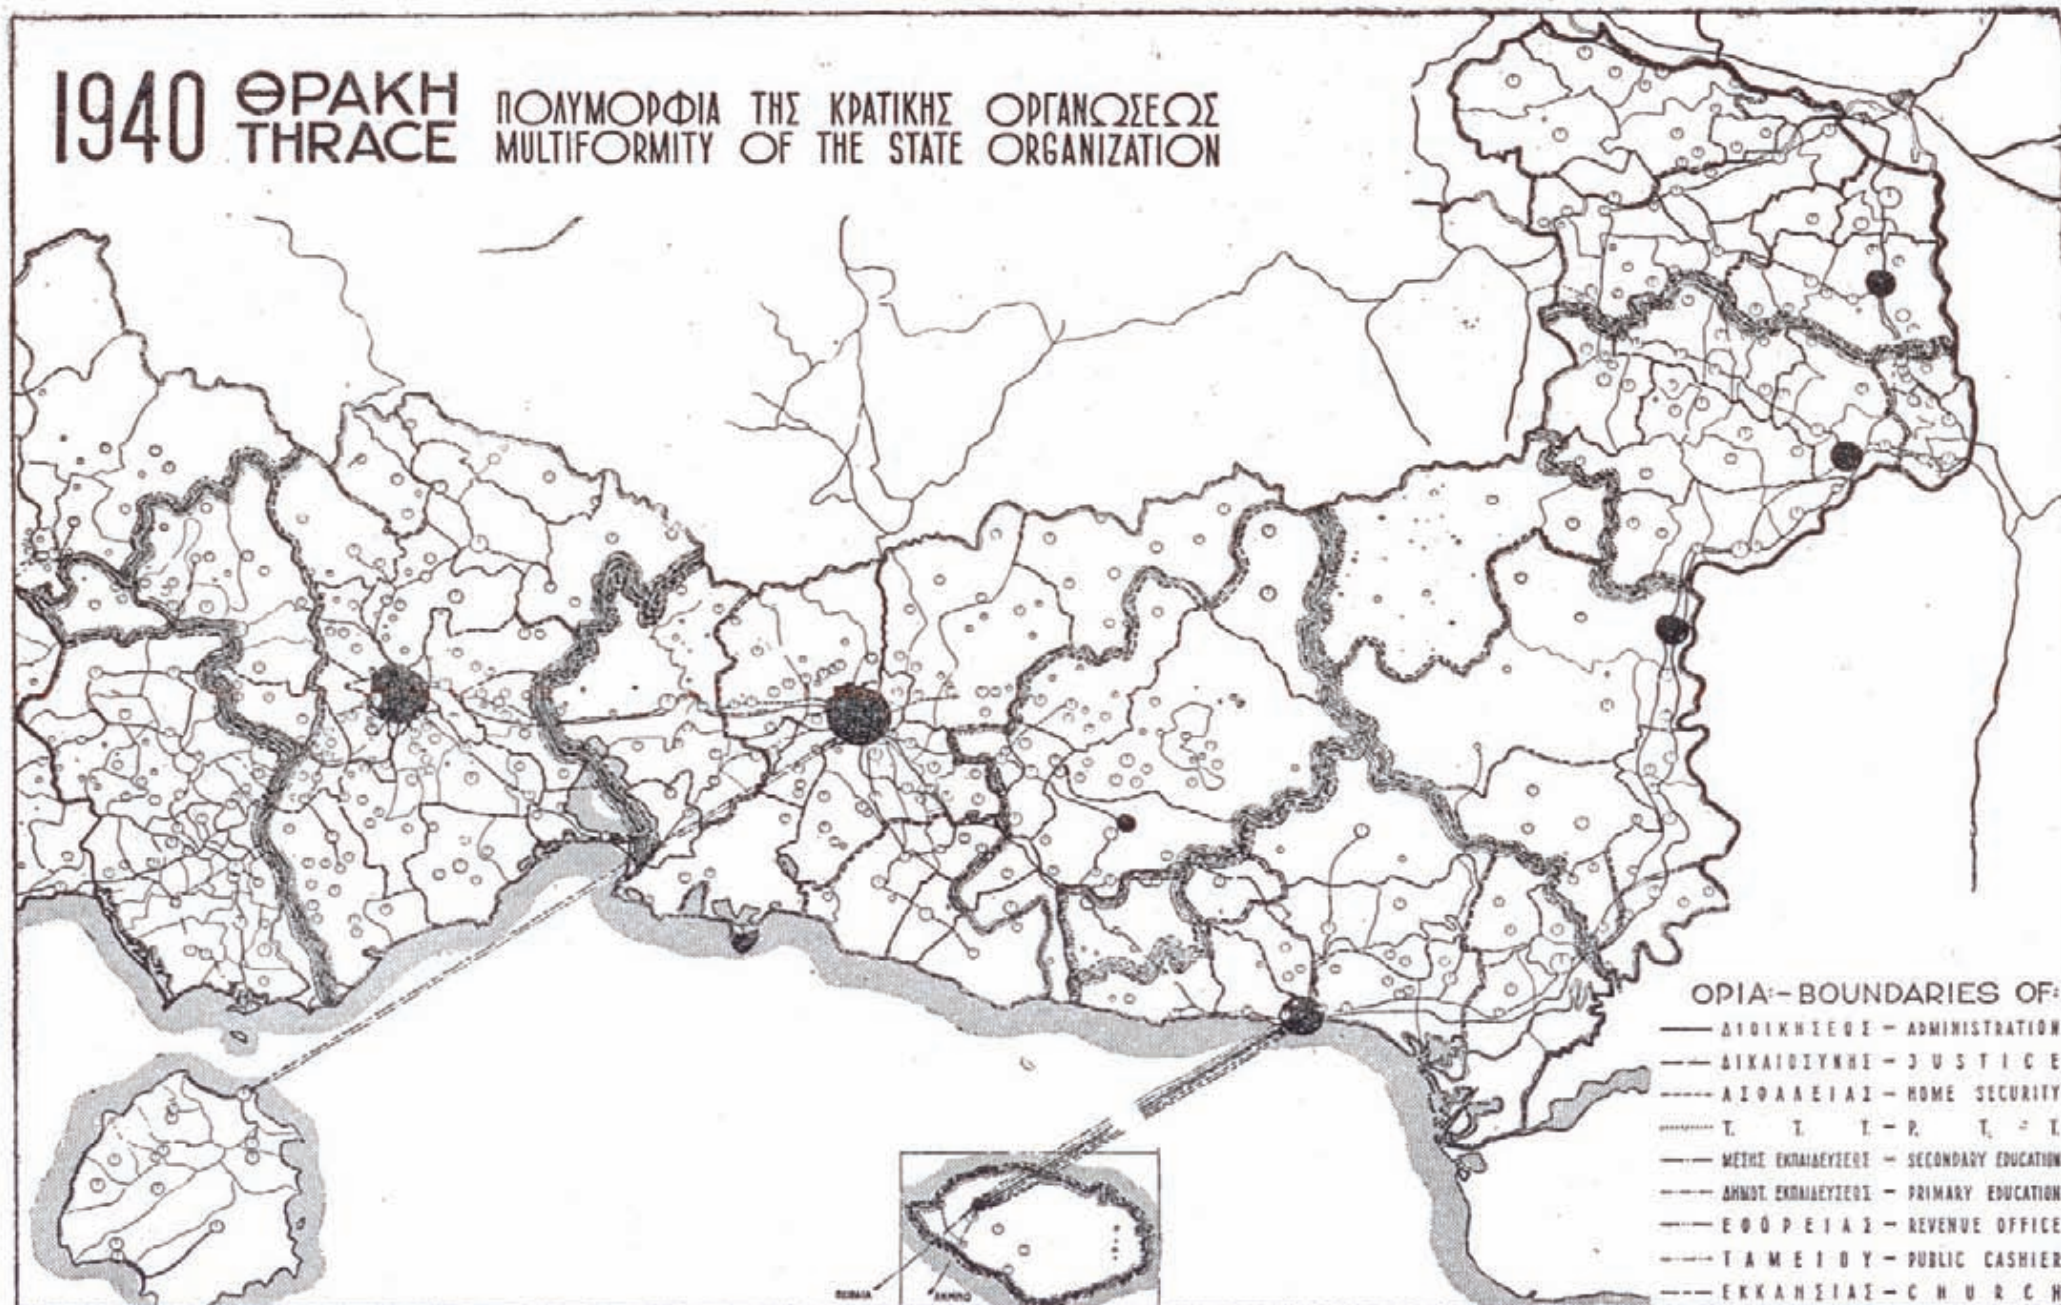 1940 ΘΡΑΚΗ ΠΟΛΥΜΟΡΦΙΑ ΤΗΣ ΚΡΑΤΙΚΗΣ ΟΡΓΑΝΩΣΕΩΣ
THRACE MULTIFORMITY OF THE STATE ORGANIZATION
ΟΡΙΑ:-BOUNDARIES OF:
ΔΙΟΙΚΗΣΕΩΣ - ADMINISTRATION
ΔΙΚΑΙΟΣΥΝΗΣ - JUSTICE
ΑΣΦΑΛΕΙΑΣ - HOME SECURITY
Τ. Τ. Τ. - P. T. T.
ΜΕΣΗΣ ΕΚΠΑΙΔΕΥΣΕΩΣ - SECONDARY EDUCATION
ΔΗΜΟΤ. ΕΚΠΑΙΔΕΥΣΕΩΣ - PRIMARY EDUCATION
ΕΦΟΡΕΙΑΣ - REVENUE OFFICE
ΤΑΜΕΙΟΥ - PUBLIC CASHIER
ΕΚΚΛΗΣΙΑΣ - CHURCH